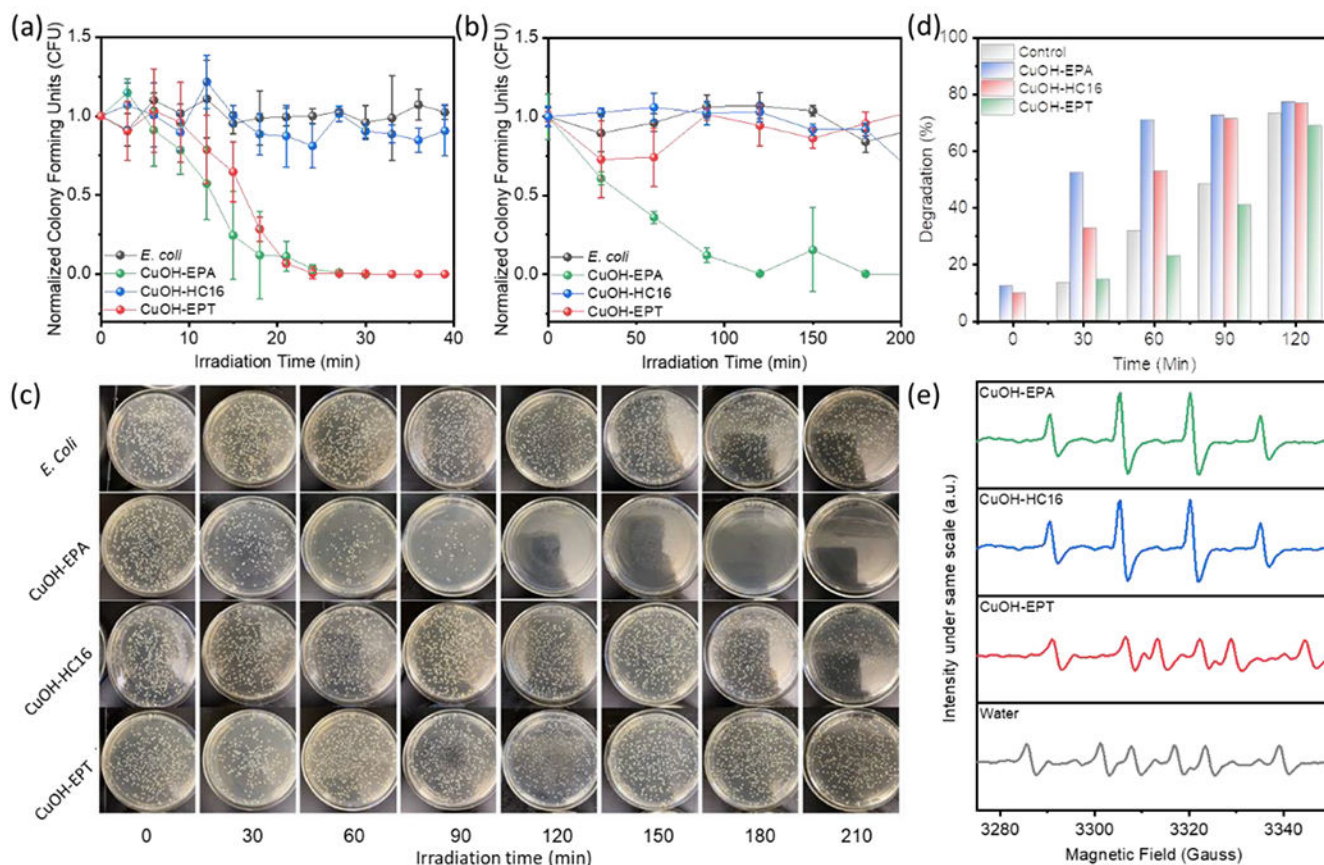 (a)
Normalized Colony Forming Units (CFU)
1.5
1.0
0.5
0.0
E. coli
CuOH-EPA
CuOH-HC16
CuOH-EPT
0 10 20 30 40
Irradiation Time (min)
(b)
Normalized Colony Forming Units (CFU)
1.5
1.0
0.5
0.0
E. coli
CuOH-EPA
CuOH-HC16
CuOH-EPT
0 50 100 150 200
Irradiation Time (min)
(d)
Degradation (%)
100
80
60
40
20
0
Control
CuOH-EPA
CuOH-HC16
CuOH-EPT
0 30 60 90 120
Time (Min)
(c)
E. Coli
CuOH-EPA
CuOH-HC16
CuOH-EPT
0 30 60 90 120 150 180 210
Irradiation time (min)
(e)
Intensity under same scale (a.u.)
CuOH-EPA
CuOH-HC16
CuOH-EPT
Water
3280 3300 3320 3340
Magnetic Field (Gauss)